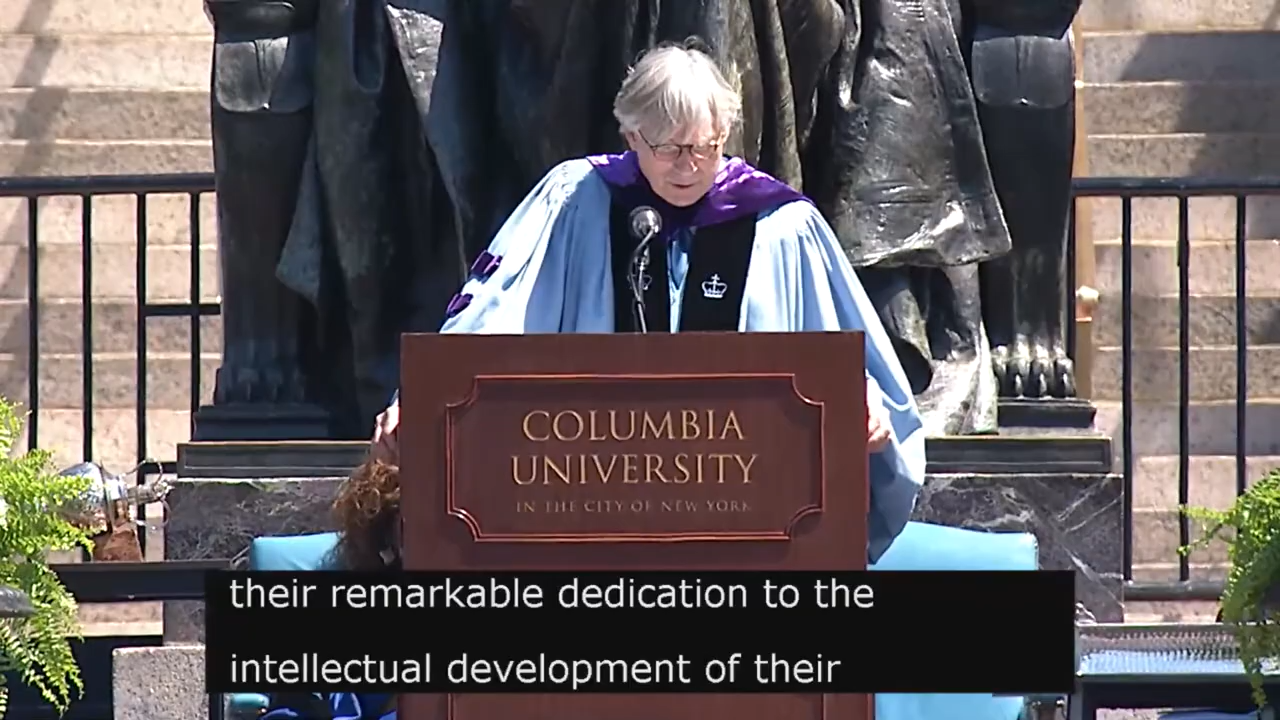 COLUMBIA
UNIVERSITY
IN THE CITY OF NEW YORK
their remarkable dedication to the
intellectual development of their